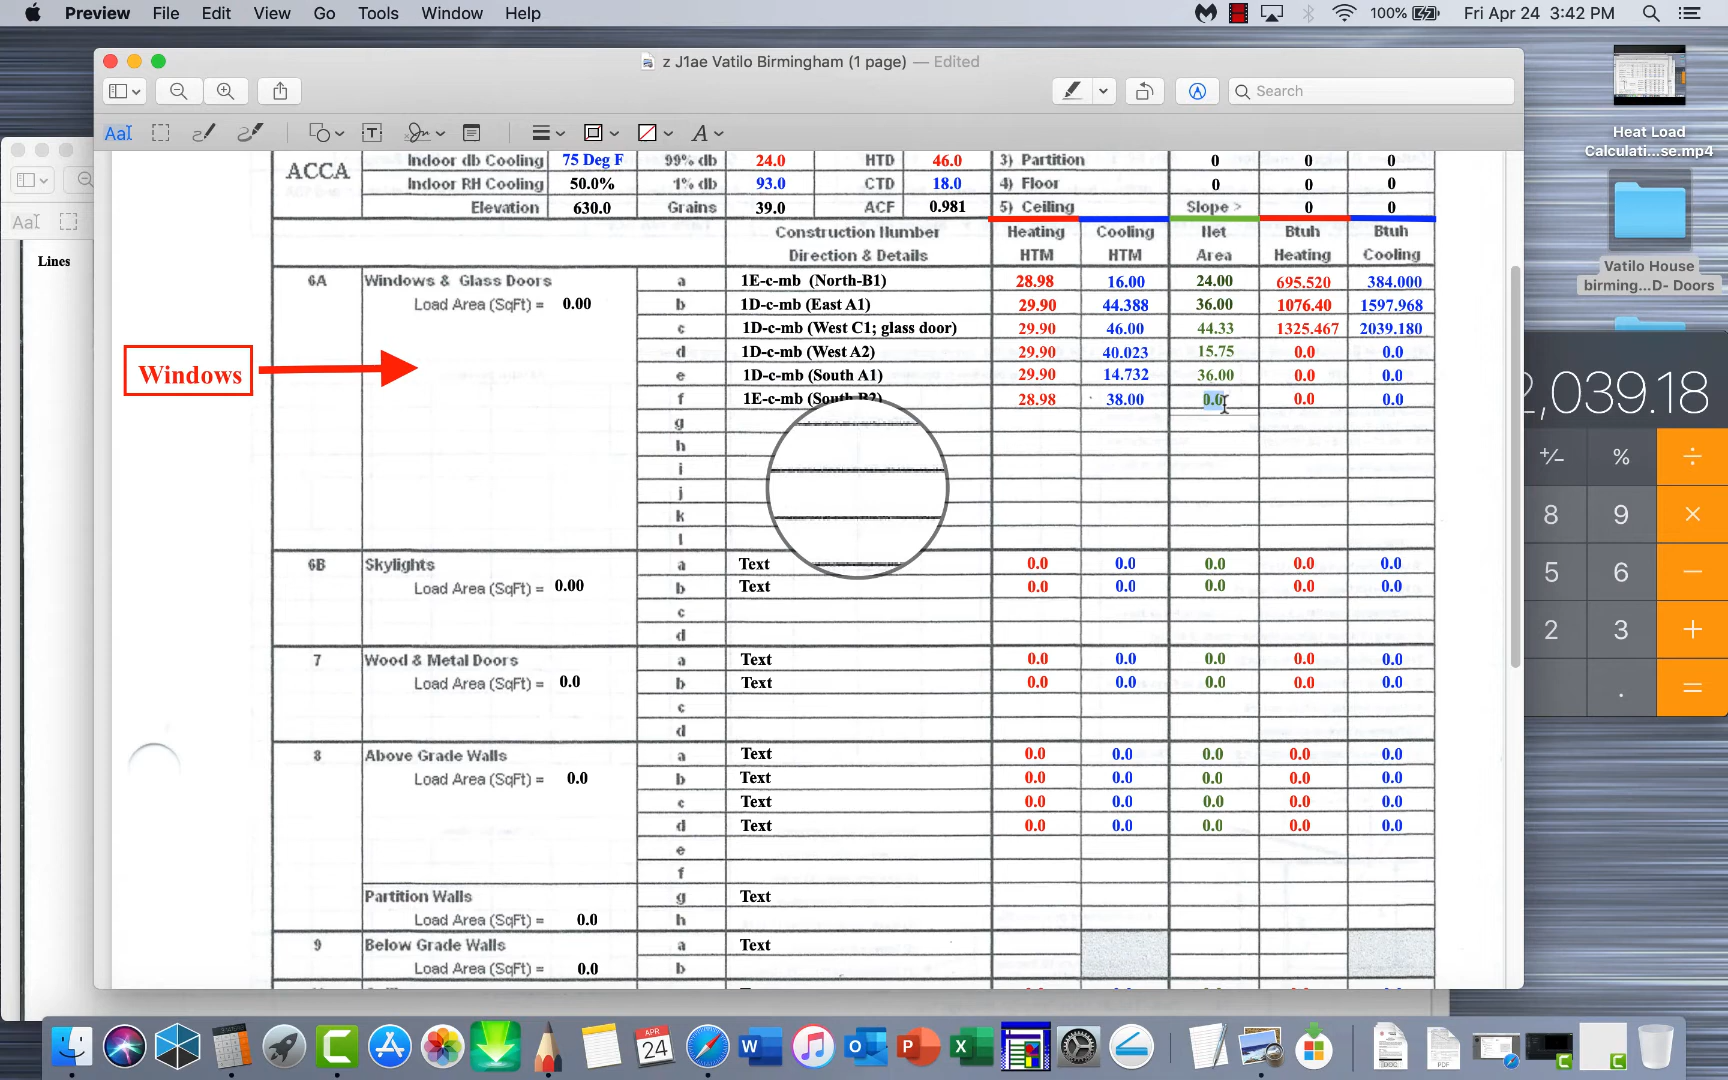 Preview File Edit View Go Tools Window Help 100% Fri Apr 24 3:42 PM
z J1ae Vatilo Birmingham (1 page) — Edited
Search
AaI
Heat Load
Calculati...se.mp4
Vatilo House
birming...D- Doors
AaI
Lines
ACCA
Indoor db Cooling 75 Deg F 99% db 24.0 HTD 46.0 3) Partition 0 0 0
Indoor RH Cooling 50.0% 1% db 93.0 CTD 18.0 4) Floor 0 0 0
Elevation 630.0 Grains 39.0 ACF 0.981 5) Ceiling Slope > 0 0
Construction Number Heating Cooling Net Btuh Btuh
Direction & Details HTM HTM Area Heating Cooling
6A Windows & Glass Doors a 1E-c-mb (North-B1) 28.98 16.00 24.00 695.520 384.000
Load Area (SqFt) = 0.00 b 1D-c-mb (East A1) 29.90 44.388 36.00 1076.40 1597.968
c 1D-c-mb (West C1; glass door) 29.90 46.00 44.33 1325.467 2039.180
d 1D-c-mb (West A2) 29.90 40.023 15.75 0.0 0.0
Windows
e 1D-c-mb (South A1) 29.90 14.732 36.00 0.0 0.0
f 1E-c-mb (South B2) 28.98 38.00 0.0 0.0 0.0
g
h
i
j
k
l
6B Skylights a Text 0.0 0.0 0.0 0.0 0.0
Load Area (SqFt) = 0.00 b Text 0.0 0.0 0.0 0.0 0.0
c
d
7 Wood & Metal Doors a Text 0.0 0.0 0.0 0.0 0.0
Load Area (SqFt) = 0.0 b Text 0.0 0.0 0.0 0.0 0.0
c
d
8 Above Grade Walls a Text 0.0 0.0 0.0 0.0 0.0
Load Area (SqFt) = 0.0 b Text 0.0 0.0 0.0 0.0 0.0
c Text 0.0 0.0 0.0 0.0 0.0
d Text 0.0 0.0 0.0 0.0 0.0
e
f
Partition Walls g Text
Load Area (SqFt) = 0.0 h
9 Below Grade Walls a Text
Load Area (SqFt) = 0.0 b
2,039.18
+/- % ÷
8 9 ×
5 6 −
2 3 +
. =
APR
24
W
P
X
DOC
PDF